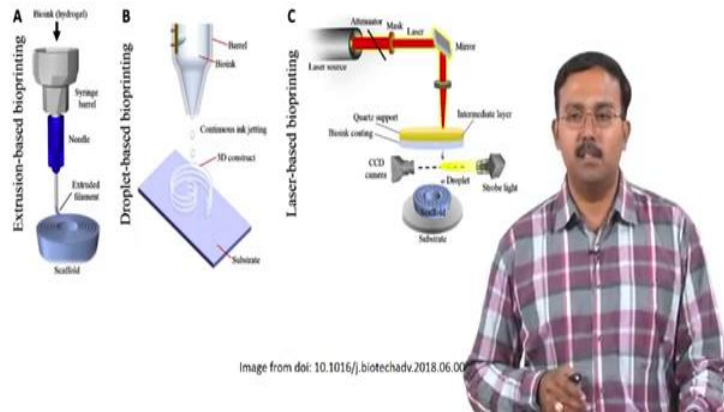 A
Bioink (hydrogel)
Syringe
barrel
Needle
Extruded
filament
Scaffold
Extrusion-based bioprinting
B
Barrel
Bioink
Continuous ink jetting
3D construct
Substrate
Droplet-based bioprinting
C
Attenuator
Mask
Laser
Mirror
Laser source
Quartz support
Intermediate layer
Bioink coating
CCD
camera
Droplet
Strobe light
Scaffold
Substrate
Laser-based bioprinting
Image from doi: 10.1016/j.biotechadv.2018.06.00